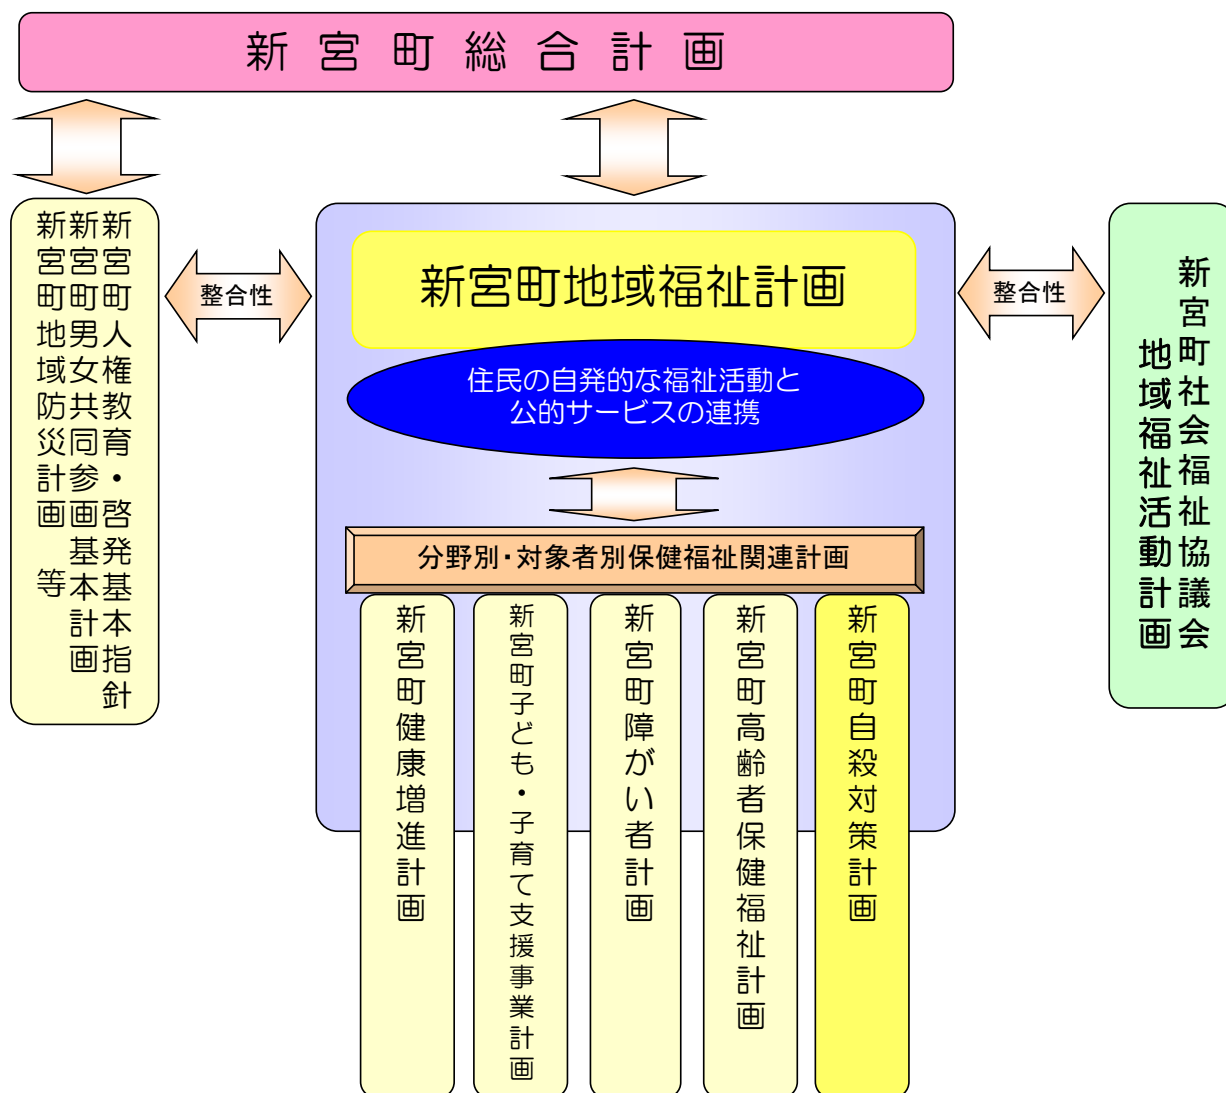 新宮町総合計画
新宮町人権教育・啓発基本指針
新宮町男女共同参画基本計画
新宮町地域防災計画 等
整合性
新宮町地域福祉計画
住民の自発的な福祉活動と
公的サービスの連携
整合性
新宮町社会福祉協議会
地域福祉活動計画
分野別・対象者別保健福祉関連計画
新宮町健康増進計画
新宮町子ども・子育て支援事業計画
新宮町障がい者計画
新宮町高齢者保健福祉計画
新宮町自殺対策計画